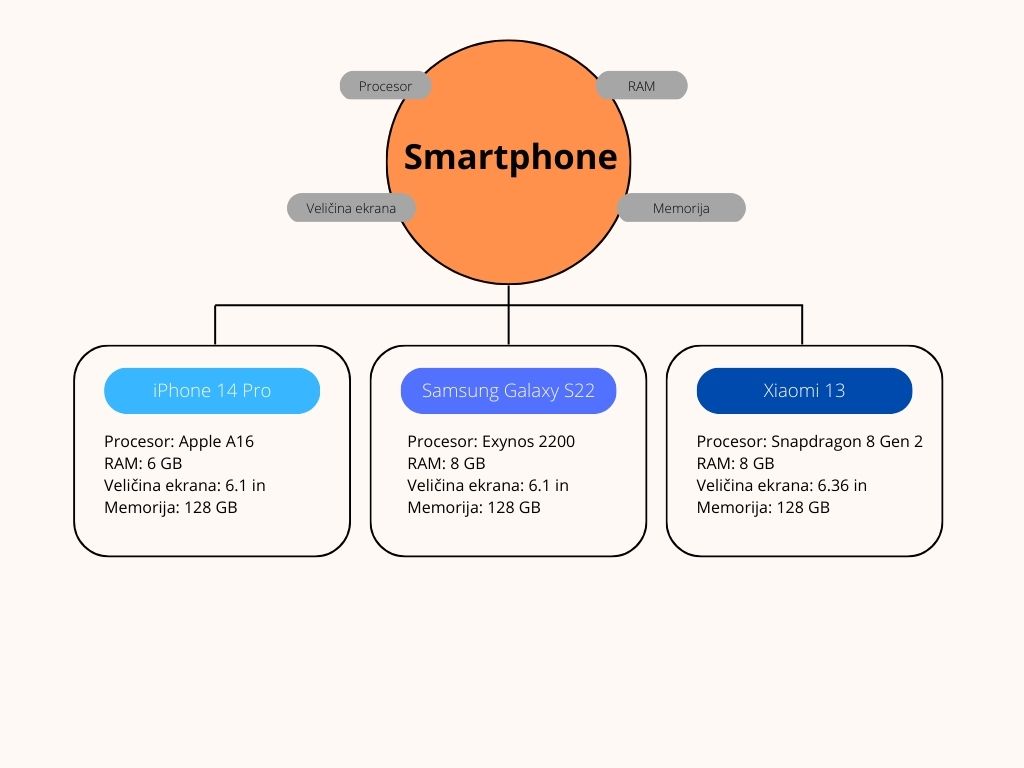 Procesor
RAM
Smartphone
Veličina ekrana
Memorija
iPhone 14 Pro
Procesor: Apple A16
RAM: 6 GB
Veličina ekrana: 6.1 in
Memorija: 128 GB
Samsung Galaxy S22
Procesor: Exynos 2200
RAM: 8 GB
Veličina ekrana: 6.1 in
Memorija: 128 GB
Xiaomi 13
Procesor: Snapdragon 8 Gen 2
RAM: 8 GB
Veličina ekrana: 6.36 in
Memorija: 128 GB